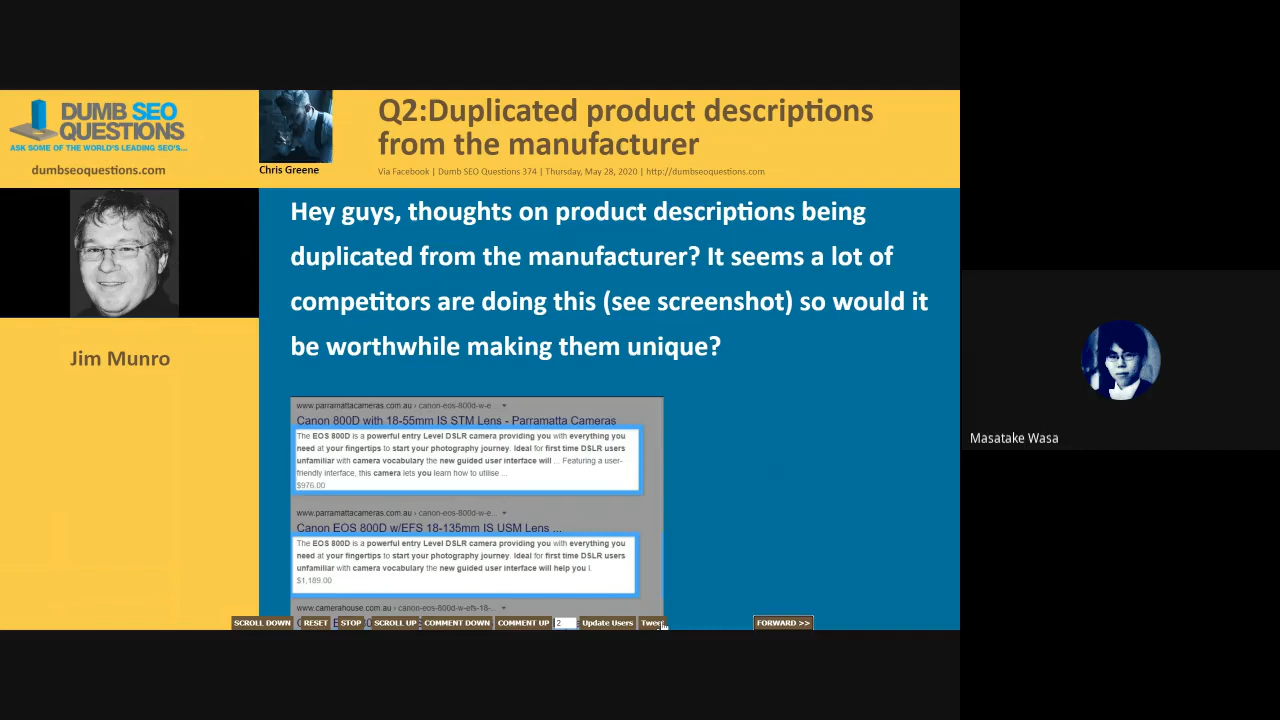 DUMB SEO
QUESTIONS
ASK SOME OF THE WORLD'S LEADING SEO'S...
dumbseoquestions.com
Chris Greene
Q2:Duplicated product descriptions
from the manufacturer
Via Facebook | Dumb SEO Questions 374 | Thursday, May 28, 2020 | http://dumbseoquestions.com
Jim Munro
Hey guys, thoughts on product descriptions being
duplicated from the manufacturer? It seems a lot of
competitors are doing this (see screenshot) so would it
be worthwhile making them unique?
www.parramattacameras.com.au › canon-eos-800d-w-e...
Canon 800D with 18-55mm IS STM Lens - Parramatta Cameras
The EOS 800D is a powerful entry Level DSLR camera providing you with everything you
need at your fingertips to start your photography journey. Ideal for first time DSLR users
unfamiliar with camera vocabulary the new guided user interface will ... Featuring a user-
friendly interface, this camera lets you learn how to utilise ...
$976.00
www.parramattacameras.com.au › canon-eos-800d-w-e...
Canon EOS 800D w/EFS 18-135mm IS USM Lens ...
The EOS 800D is a powerful entry Level DSLR camera providing you with everything you
need at your fingertips to start your photography journey. Ideal for first time DSLR users
unfamiliar with camera vocabulary the new guided user interface will help you l.
$1,189.00
www.camerahouse.com.au › canon-eos-800d-w-efs-18-...
SCROLL DOWN RESET STOP SCROLL UP COMMENT DOWN COMMENT UP 2 Update Users FORWARD >>
Masatake Wasa